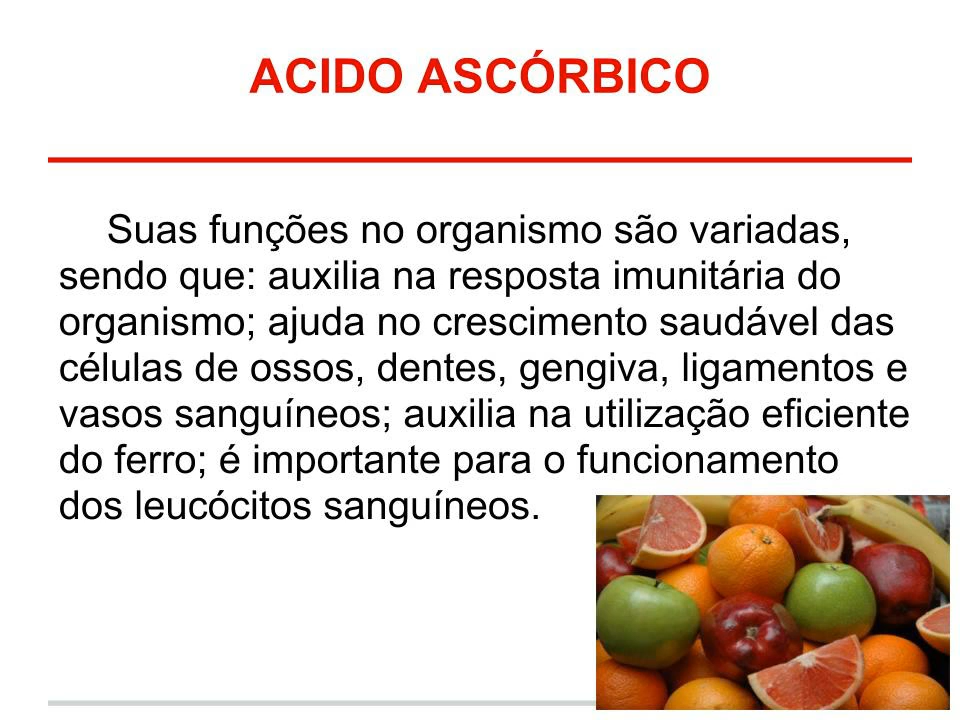 ACIDO ASCÓRBICO
Suas funções no organismo são variadas,
sendo que: auxilia na resposta imunitária do
organismo; ajuda no crescimento saudável das
células de ossos, dentes, gengiva, ligamentos e
vasos sanguíneos; auxilia na utilização eficiente
do ferro; é importante para o funcionamento
dos leucócitos sanguíneos.